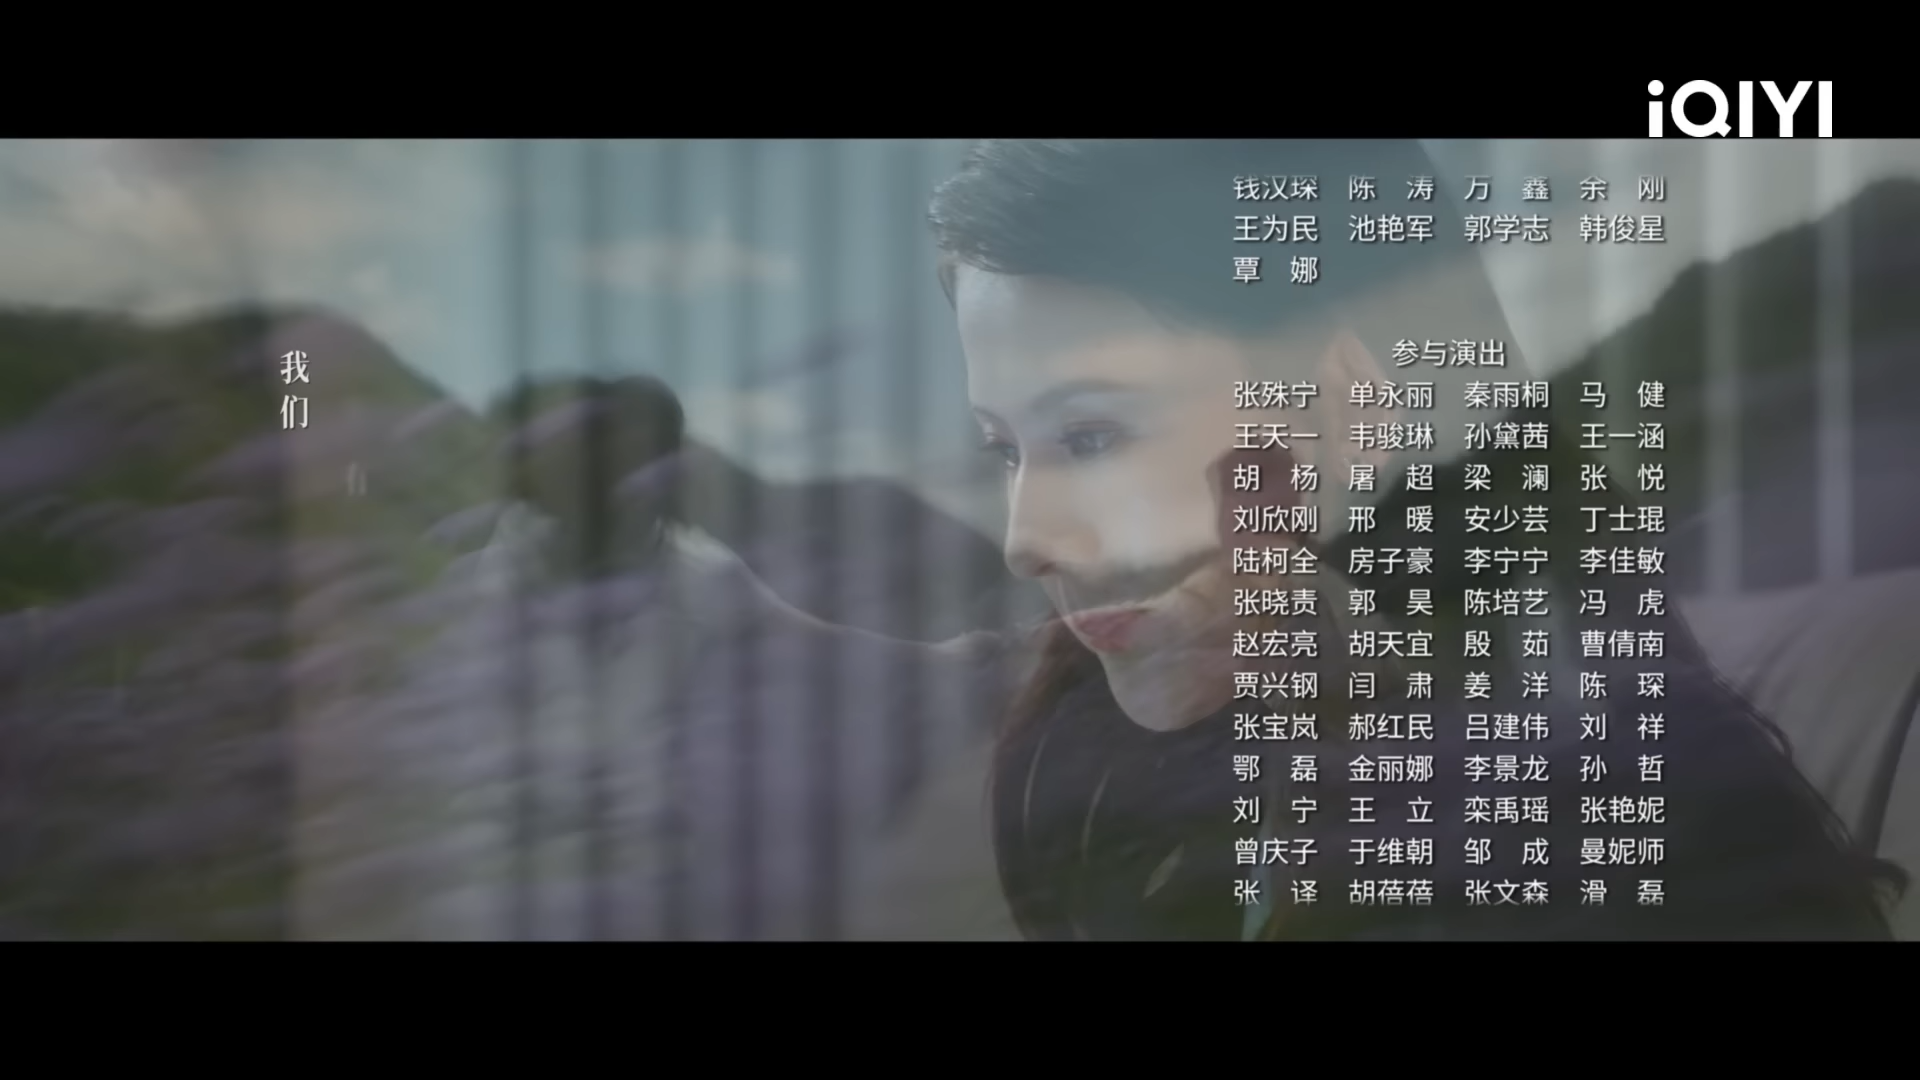 iQIYI
钱汉琛 陈 涛 万 鑫 余 刚
王为民 池艳军 郭学志 韩俊星
覃 娜
参与演出
张殊宁 单永丽 秦雨桐 马 健
王天一 韦骏琳 孙黛茜 王一涵
胡 杨 屠 超 梁 澜 张 悦
刘欣刚 邢 暖 安少芸 丁士琨
陆柯全 房子豪 李宁宁 李佳敏
张晓责 郭 昊 陈培艺 冯 虎
赵宏亮 胡天宜 殷 茹 曹倩南
贾兴钢 闫 肃 姜 洋 陈 琛
张宝岚 郝红民 吕建伟 刘 祥
鄂 磊 金丽娜 李景龙 孙 哲
刘 宁 王 立 栾禹瑶 张艳妮
曾庆子 于维朝 邹 成 曼妮师
张 译 胡蓓蓓 张文森 滑 磊
我们